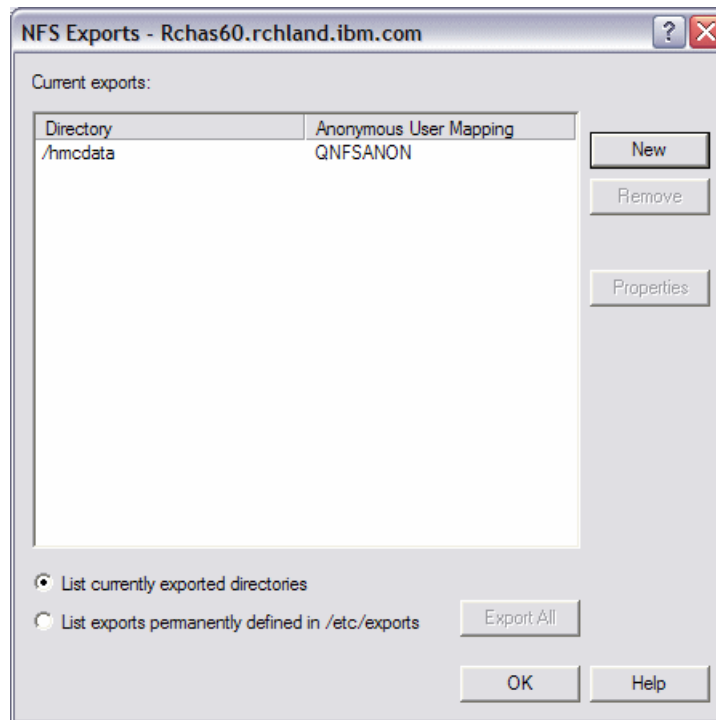 NFS Exports - Rchas60.rchland.ibm.com
?
Current exports:
Directory Anonymous User Mapping
/hmcdata QNFSANON
New
Remove
Properties
List currently exported directories
List exports permanently defined in /etc/exports
Export All
OK
Help